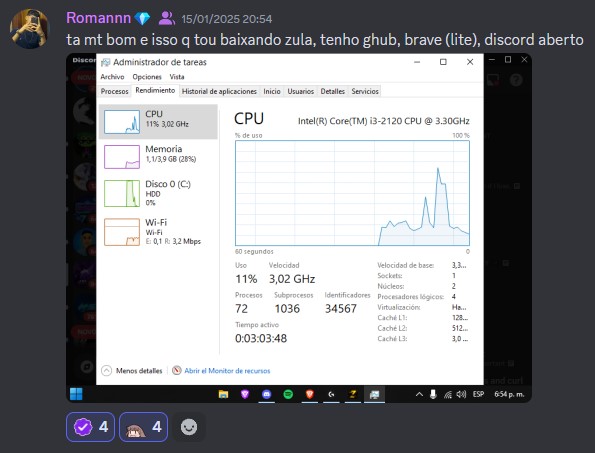 Romannn 15/01/2025 20:54
ta mt bom e isso q tou baixando zula, tenho ghub, brave (lite), discord aberto
Discor
Administrador de tareas
Archivo Opciones Vista
Procesos Rendimiento Historial de aplicaciones Inicio Usuarios Detalles Servicios
CPU
11% 3,02 GHz
Memoria
1,1/3,9 GB (28%)
Disco 0 (C:)
HDD
0%
Wi-Fi
Wi-Fi
E: 0,1 R: 3,2 Mbps
CPU Intel(R) Core(TM) i3-2120 CPU @ 3.30GHz
% de uso 100 %
60 segundos 0
Uso Velocidad
11% 3,02 GHz
Procesos Subprocesos Identificadores
72 1036 34567
Tiempo activo
0:03:03:48
Velocidad de base: 3,3...
Sockets: 1
Núcleos: 2
Procesadores lógicos: 4
Virtualización: Ha...
Caché L1: 128...
Caché L2: 512...
Caché L3: 3,0 ...
Menos detalles Abrir el Monitor de recursos
ESP 6:54 p. m.
4 4